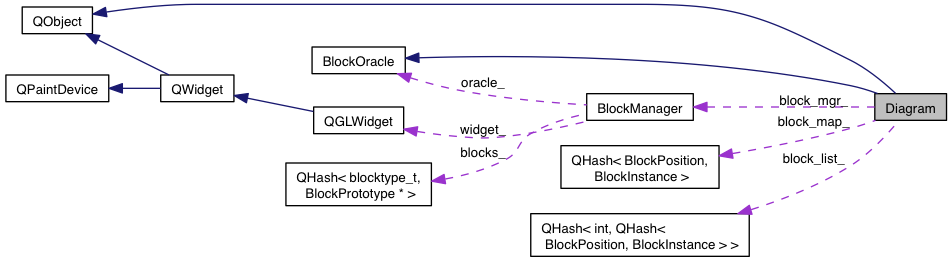 QObject
BlockOracle
QPaintDevice
QWidget
oracle_
BlockManager
block_mgr_
Diagram
QGLWidget
widget_
block_map_
blocks_
QHash< BlockPosition,
BlockInstance >
block_list_
QHash< blocktype_t,
BlockPrototype * >
QHash< int, QHash<
BlockPosition, BlockInstance > >